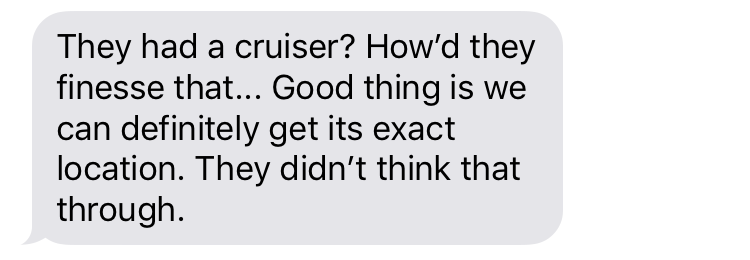 They had a cruiser? How’d they
finesse that... Good thing is we
can definitely get its exact
location. They didn’t think that
through.